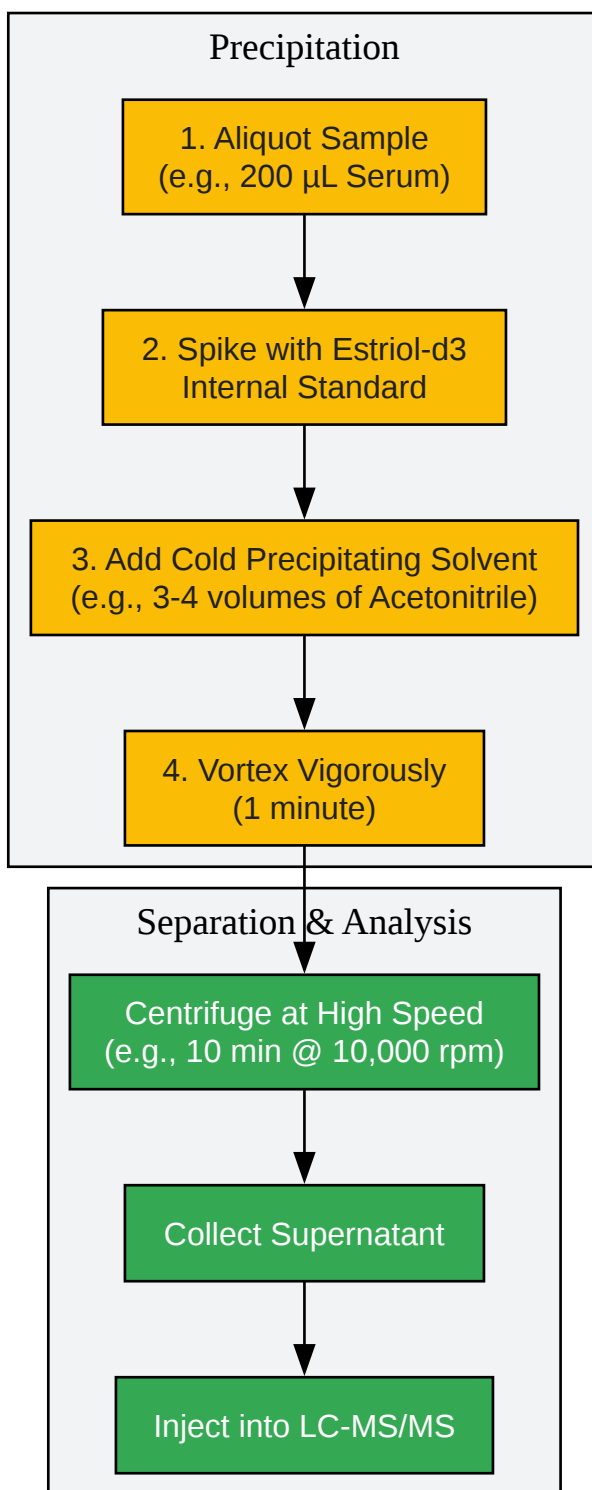 Precipitation
1. Aliquot Sample
(e.g., 200 µL Serum)
2. Spike with Estriol-d3
Internal Standard
3. Add Cold Precipitating Solvent
(e.g., 3-4 volumes of Acetonitrile)
4. Vortex Vigorously
(1 minute)
Separation & Analysis
Centrifuge at High Speed
(e.g., 10 min @ 10,000 rpm)
Collect Supernatant
Inject into LC-MS/MS